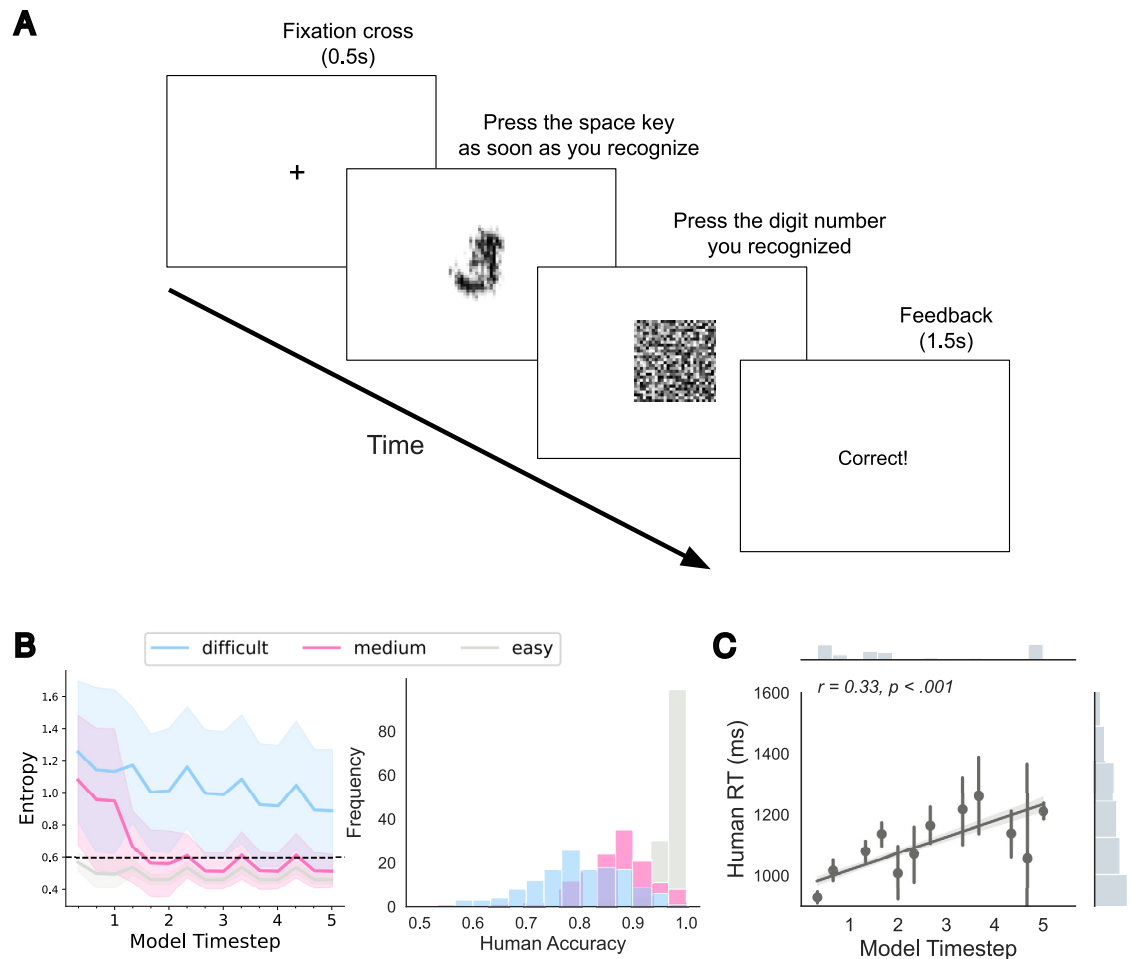 A
Fixation cross
(0.5s)
+
Press the space key
as soon as you recognize
Press the digit number
you recognized
Feedback
(1.5s)
Correct!
Time
B
difficult medium easy
Entropy
1.6
1.4
1.2
1.0
0.8
0.6
0.4
1 2 3 4 5
Model Timestep
Frequency
80
60
40
20
0
0.5 0.6 0.7 0.8 0.9 1.0
Human Accuracy
C
r = 0.33, p < .001
Human RT (ms)
1600
1400
1200
1000
1 2 3 4 5
Model Timestep